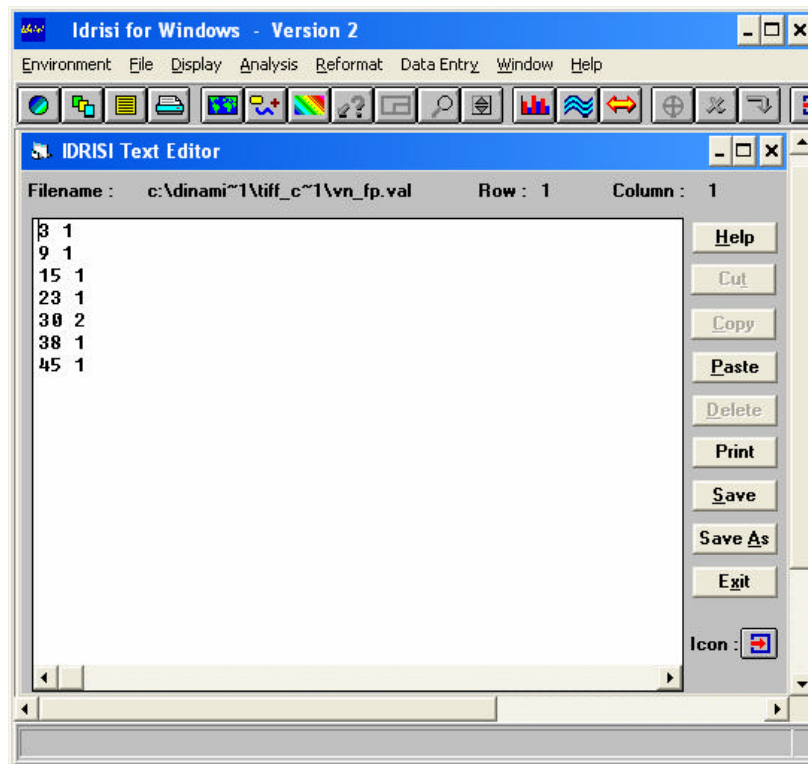 Idrisi for Windows - Version 2
Environment File Display Analysis Reformat Data Entry Window Help
IDRISI Text Editor
Filename : c:\dinami~1\tiff_c~1\vn_fp.val Row : 1 Column : 1
3 1
9 1
15 1
23 1
30 2
38 1
45 1
Help
Cut
Copy
Paste
Delete
Print
Save
Save As
Exit
Icon :